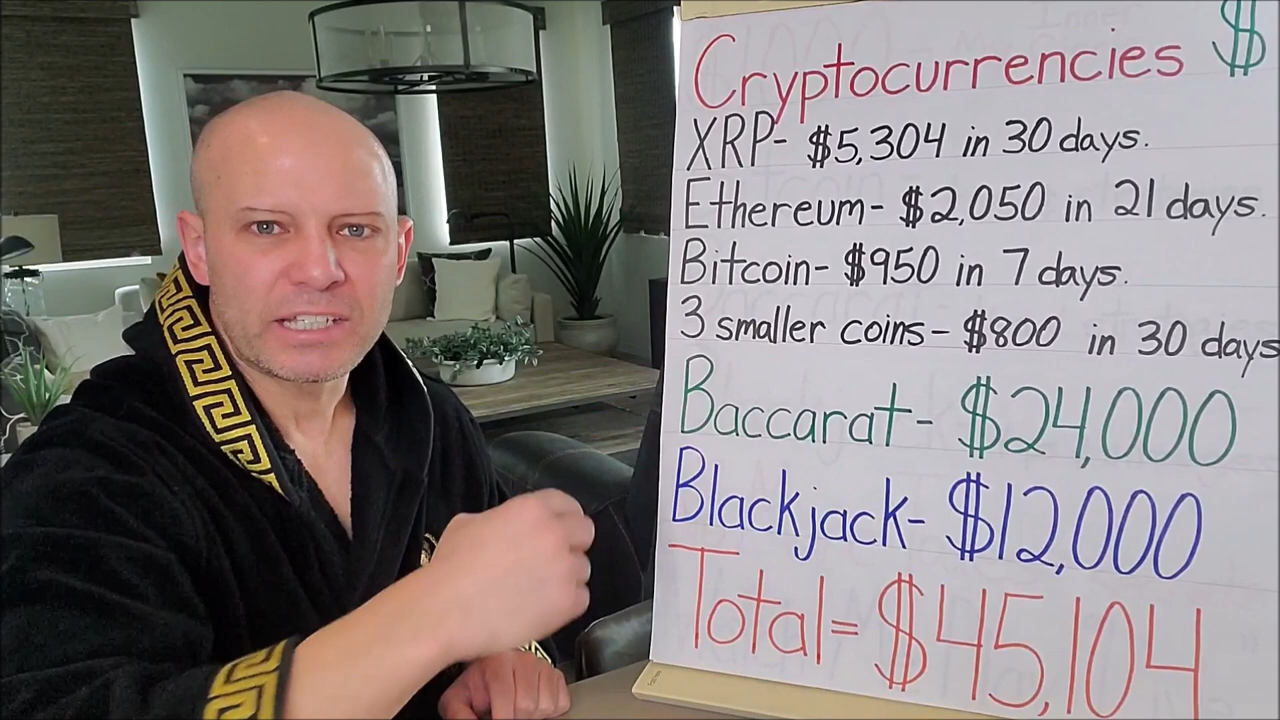 Cryptocurrencies $
XRP- $5,304 in 30 days.
Ethereum- $2,050 in 21 days.
Bitcoin- $950 in 7 days.
3 smaller coins- $800 in 30 days
Baccarat- $24,000
Blackjack- $12,000
Total= $45,104